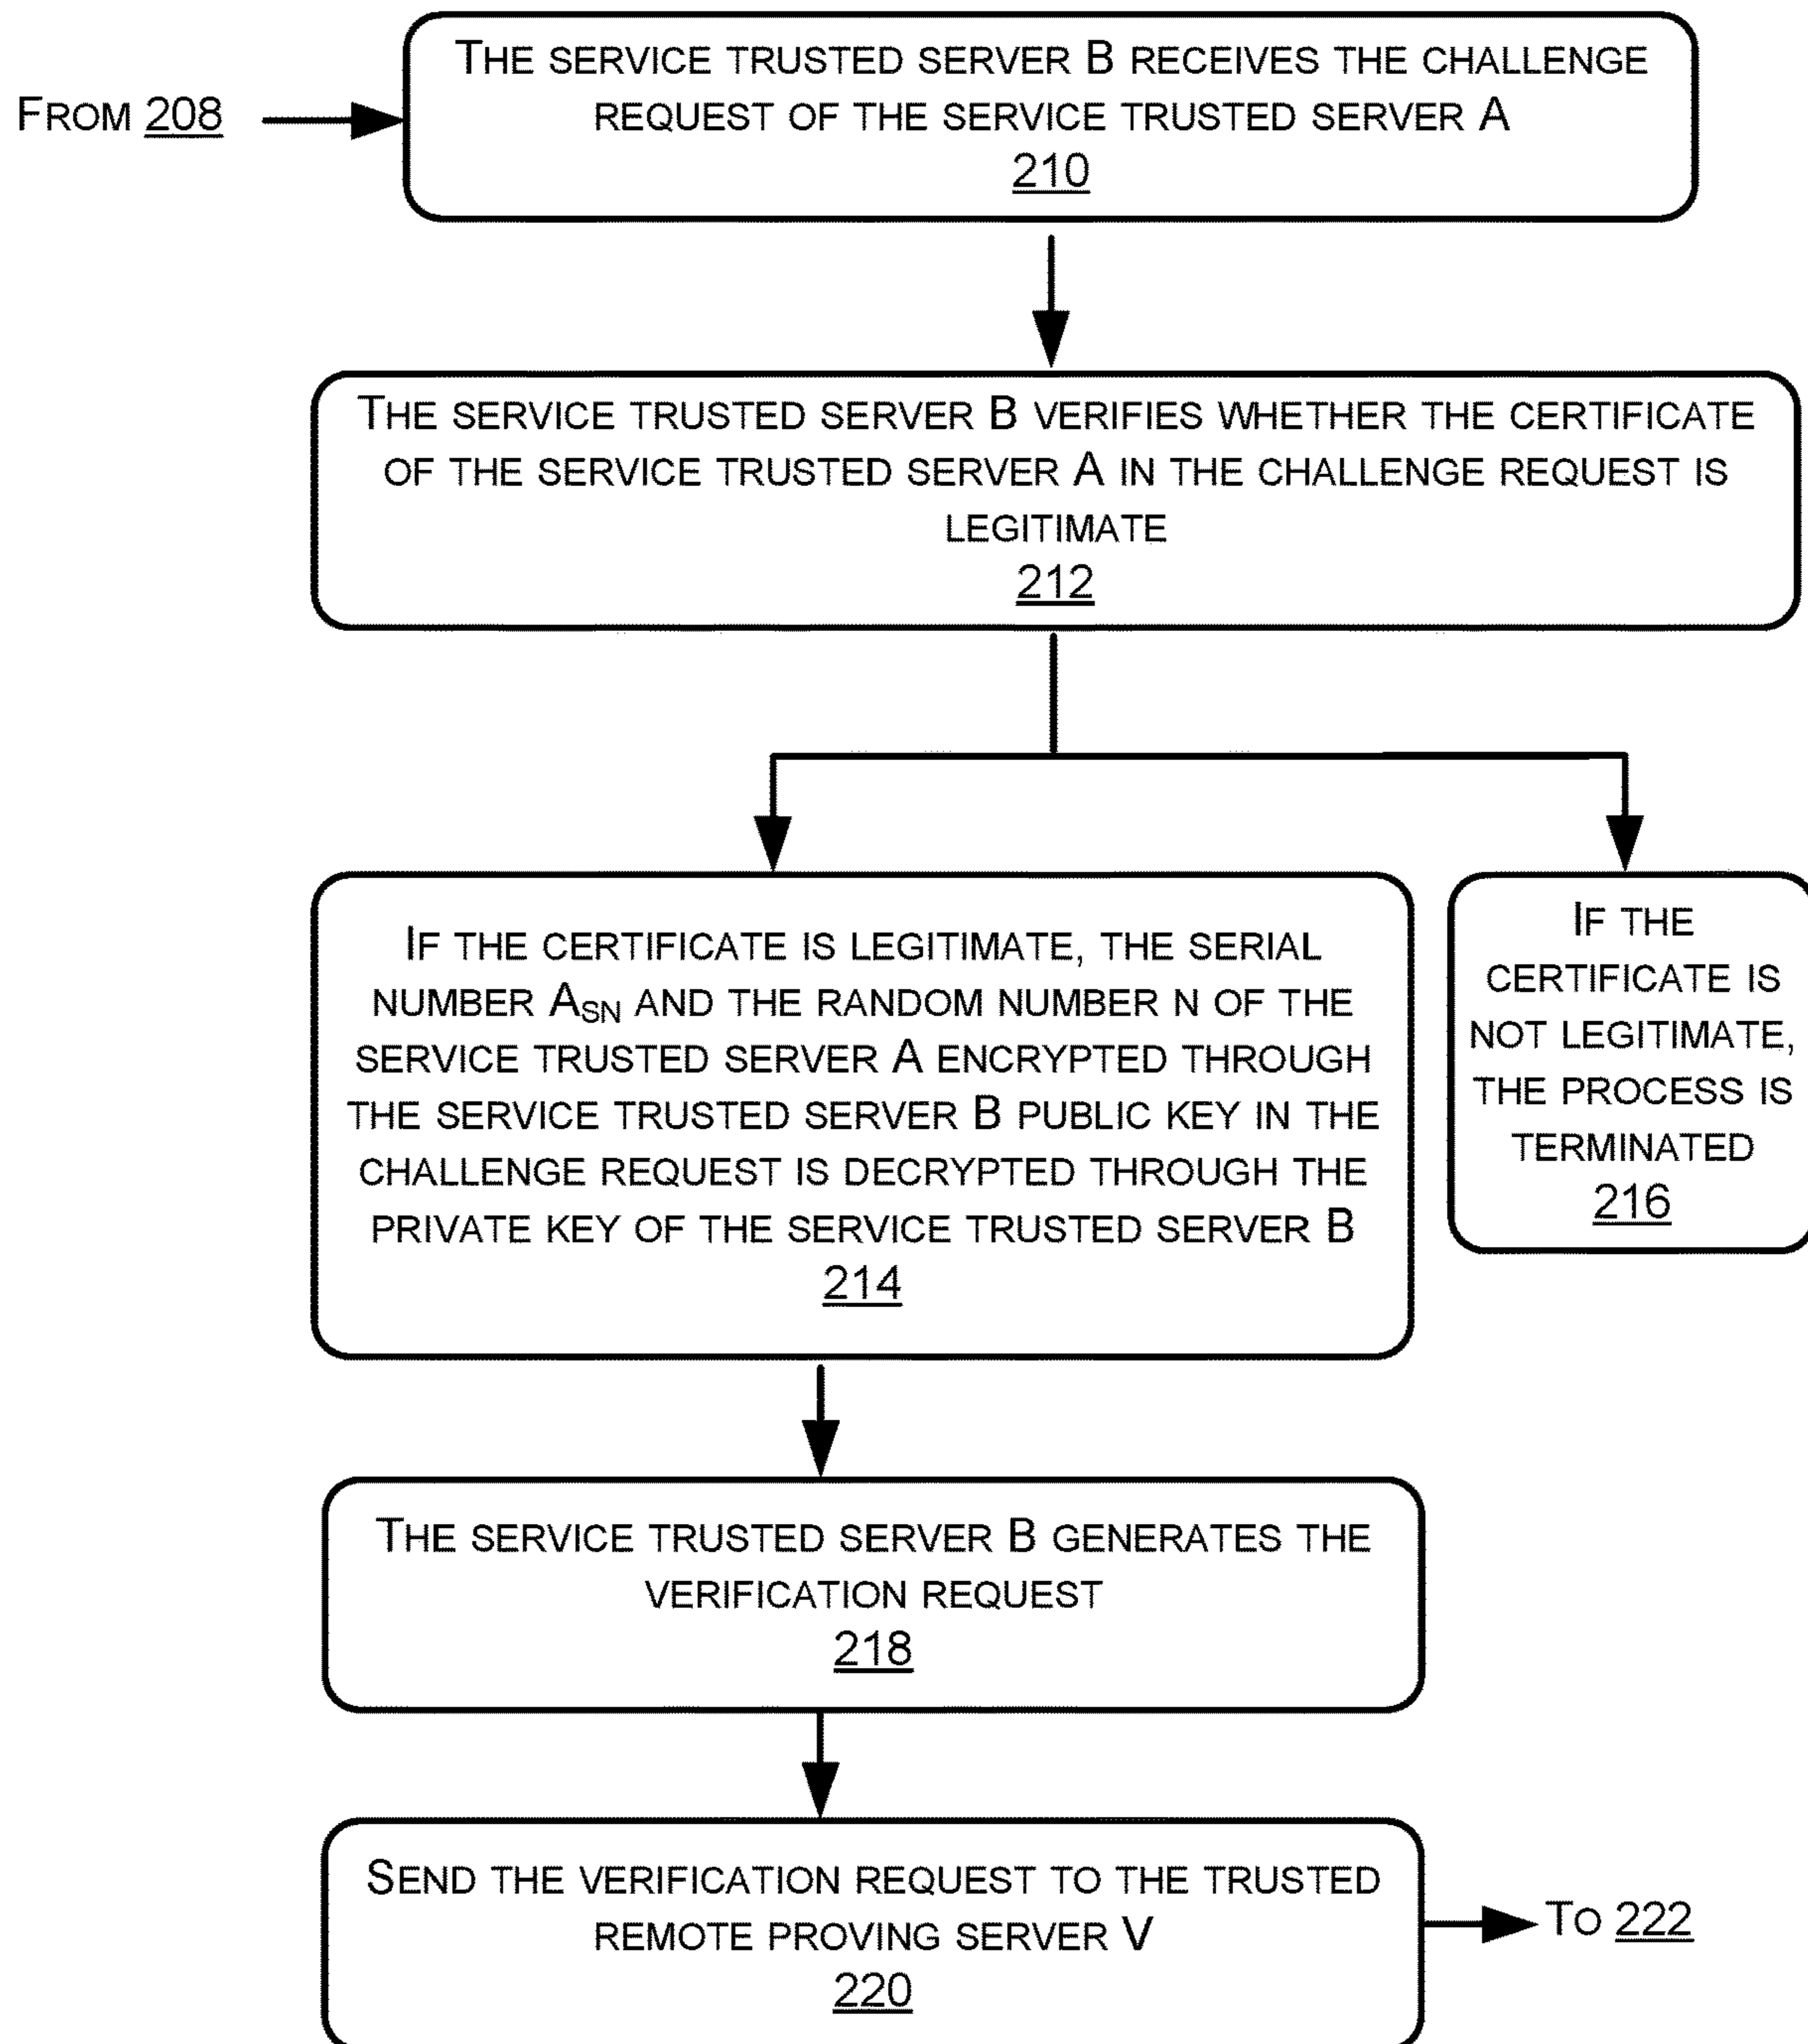 FROM 208
THE SERVICE TRUSTED SERVER B RECEIVES THE CHALLENGE
REQUEST OF THE SERVICE TRUSTED SERVER A
210
THE SERVICE TRUSTED SERVER B VERIFIES WHETHER THE CERTIFICATE
OF THE SERVICE TRUSTED SERVER A IN THE CHALLENGE REQUEST IS
LEGITIMATE
212
IF THE CERTIFICATE IS LEGITIMATE, THE SERIAL
NUMBER A_SN AND THE RANDOM NUMBER N OF THE
SERVICE TRUSTED SERVER A ENCRYPTED THROUGH
THE SERVICE TRUSTED SERVER B PUBLIC KEY IN THE
CHALLENGE REQUEST IS DECRYPTED THROUGH THE
PRIVATE KEY OF THE SERVICE TRUSTED SERVER B
214
IF THE
CERTIFICATE IS
NOT LEGITIMATE,
THE PROCESS IS
TERMINATED
216
THE SERVICE TRUSTED SERVER B GENERATES THE
VERIFICATION REQUEST
218
SEND THE VERIFICATION REQUEST TO THE TRUSTED
REMOTE PROVING SERVER V
220
TO 222